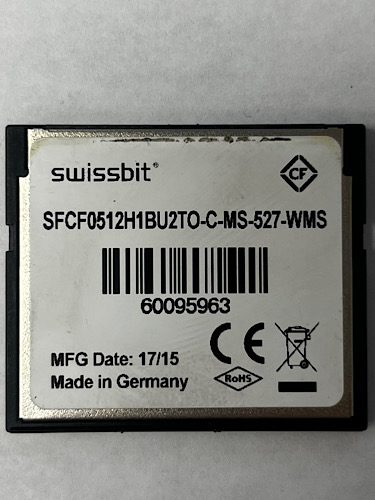 swissbit®
CF
SFCF0512H1BU2TO-C-MS-527-WMS
60095963
MFG Date: 17/15
Made in Germany
CE
RoHS